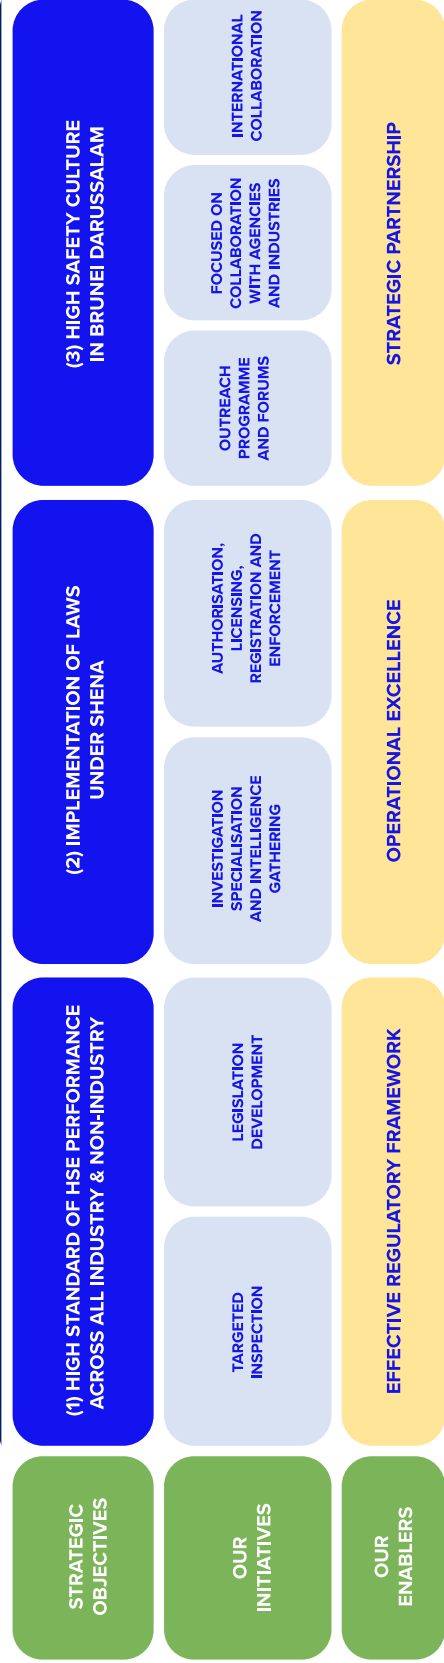 STRATEGIC
OBJECTIVES
(1) HIGH STANDARD OF HSE PERFORMANCE
ACROSS ALL INDUSTRY & NON-INDUSTRY
(2) IMPLEMENTATION OF LAWS
UNDER SHENA
(3) HIGH SAFETY CULTURE
IN BRUNEI DARUSSALAM
OUR
INITIATIVES
TARGETED
INSPECTION
LEGISLATION
DEVELOPMENT
INVESTIGATION
SPECIALISATION
AND INTELLIGENCE
GATHERING
AUTHORISATION,
LICENSING,
REGISTRATION AND
ENFORCEMENT
OUTREACH
PROGRAMME
AND FORUMS
FOCUSED ON
COLLABORATION
WITH AGENCIES
AND INDUSTRIES
INTERNATIONAL
COLLABORATION
OUR
ENABLERS
EFFECTIVE REGULATORY FRAMEWORK
OPERATIONAL EXCELLENCE
STRATEGIC PARTNERSHIP